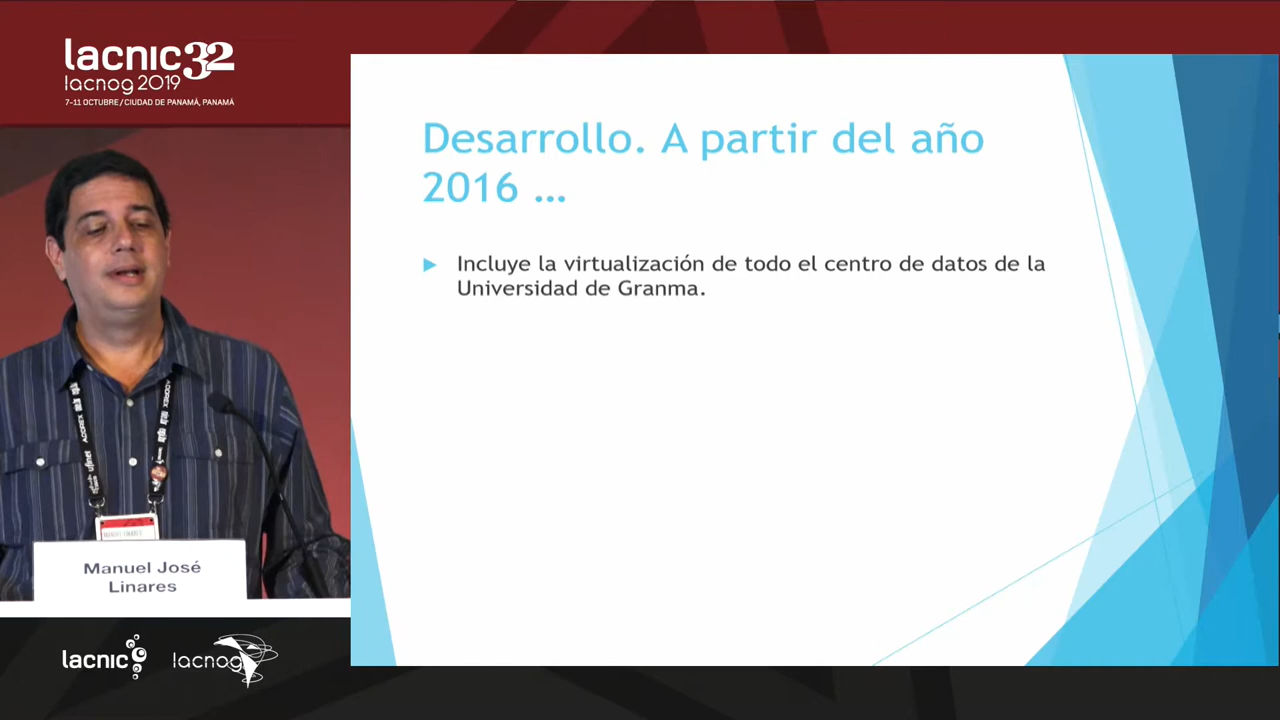 lacnic32
lacnog 2019
7-11 OCTUBRE / CIUDAD DE PANAMÁ, PANAMÁ
Desarrollo. A partir del año
2016 ...
Incluye la virtualización de todo el centro de datos de la
Universidad de Granma.
Manuel José
Linares
lacnic
lacnog